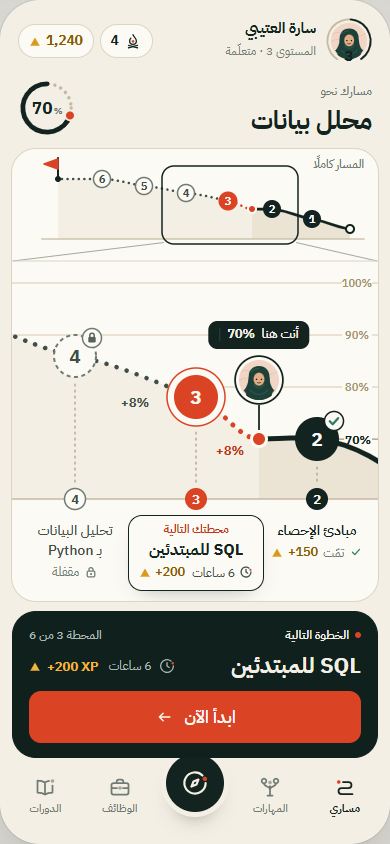 سارة العتيبي
المستوى 3 · متعلّمة
4
1,240
مسارك نحو
محلل بيانات
70%
المسار كاملًا
1
2
3
4
5
6
100%
90%
80%
70%
أنت هنا 70%
2
3
4
+8%
+8%
2
3
4
مبادئ الإحصاء
تمّت +150
محطتك التالية
SQL للمبتدئين
6 ساعات +200
تحليل البيانات
بـ Python
مقفلة
الخطوة التالية
المحطة 3 من 6
SQL للمبتدئين
6 ساعات +200 XP
ابدأ الآن
مساري
المهارات
الوظائف
الدورات